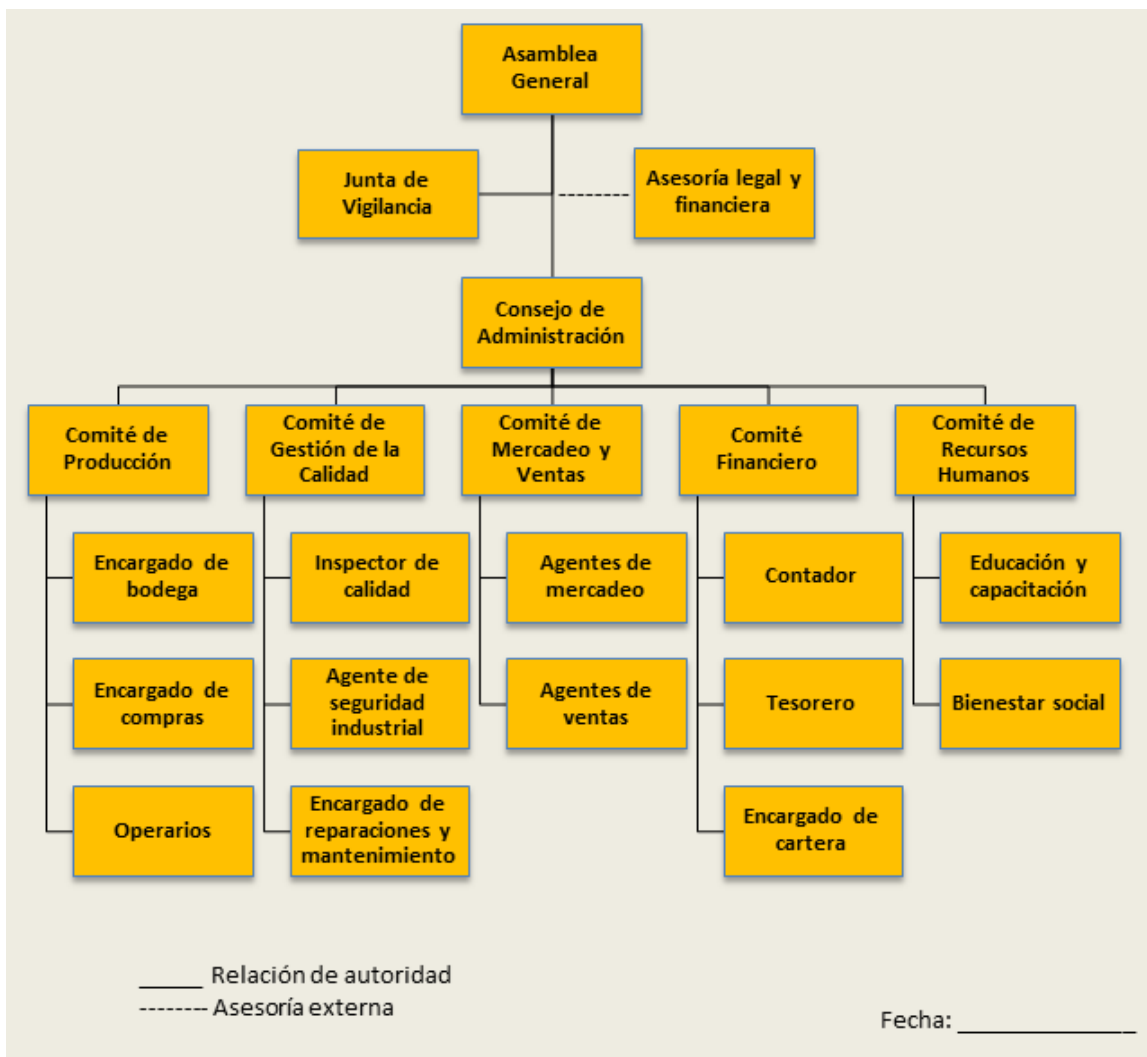 Asamblea
General
Junta de
Vigilancia
Asesoría legal y
financiera
Consejo de
Administración
Comité de
Producción
Comité de
Gestión de la
Calidad
Comité de
Mercadeo y
Ventas
Comité
Financiero
Comité de
Recursos
Humanos
Encargado de
bodega
Inspector de
calidad
Agentes de
mercadeo
Contador
Educación y
capacitación
Encargado de
compras
Agente de
seguridad
industrial
Agentes de
ventas
Tesorero
Bienestar social
Operarios
Encargado de
reparaciones y
mantenimiento
Encargado de
cartera
_____ Relación de autoridad
-------- Asesoría externa
Fecha: ______________